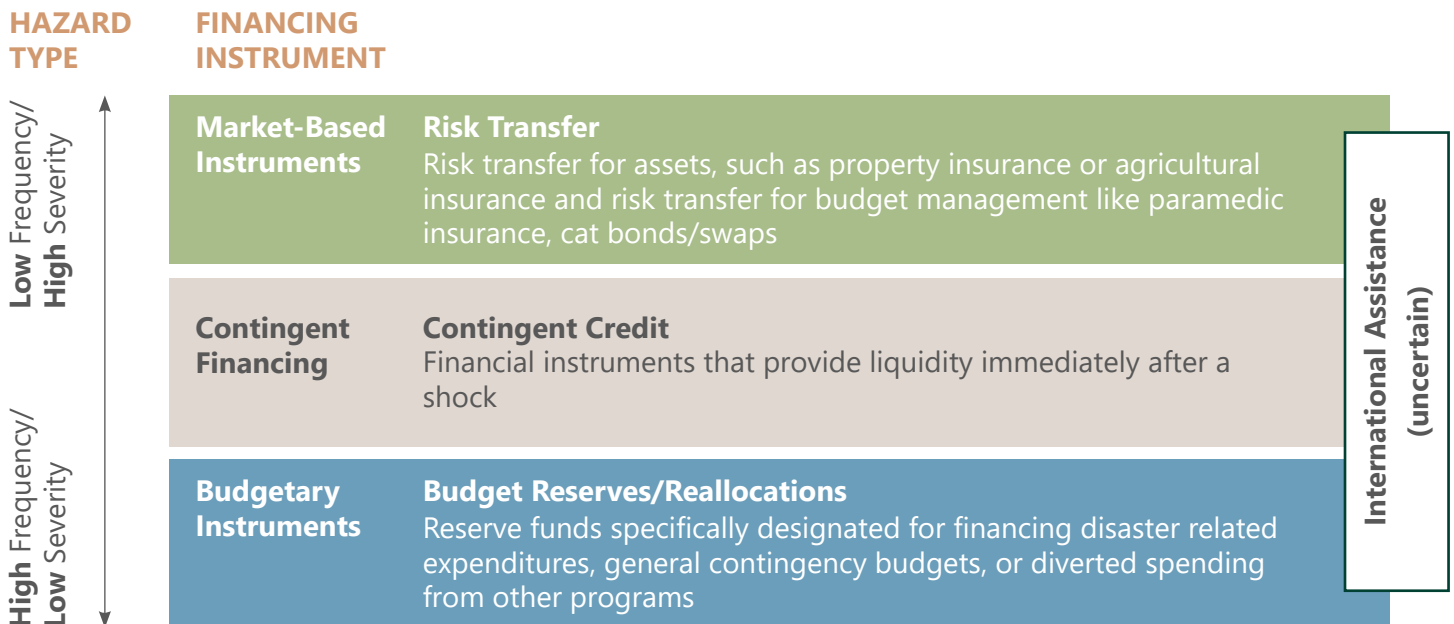 HAZARD
TYPE
FINANCING
INSTRUMENT
Low Frequency/
High Severity
Market-Based
Instruments
Risk Transfer
Risk transfer for assets, such as property insurance or agricultural
insurance and risk transfer for budget management like paramedic
insurance, cat bonds/swaps
Contingent
Financing
Contingent Credit
Financial instruments that provide liquidity immediately after a
shock
High Frequency/
Low Severity
Budgetary
Instruments
Budget Reserves/Reallocations
Reserve funds specifically designated for financing disaster related
expenditures, general contingency budgets, or diverted spending
from other programs
International Assistance
(uncertain)